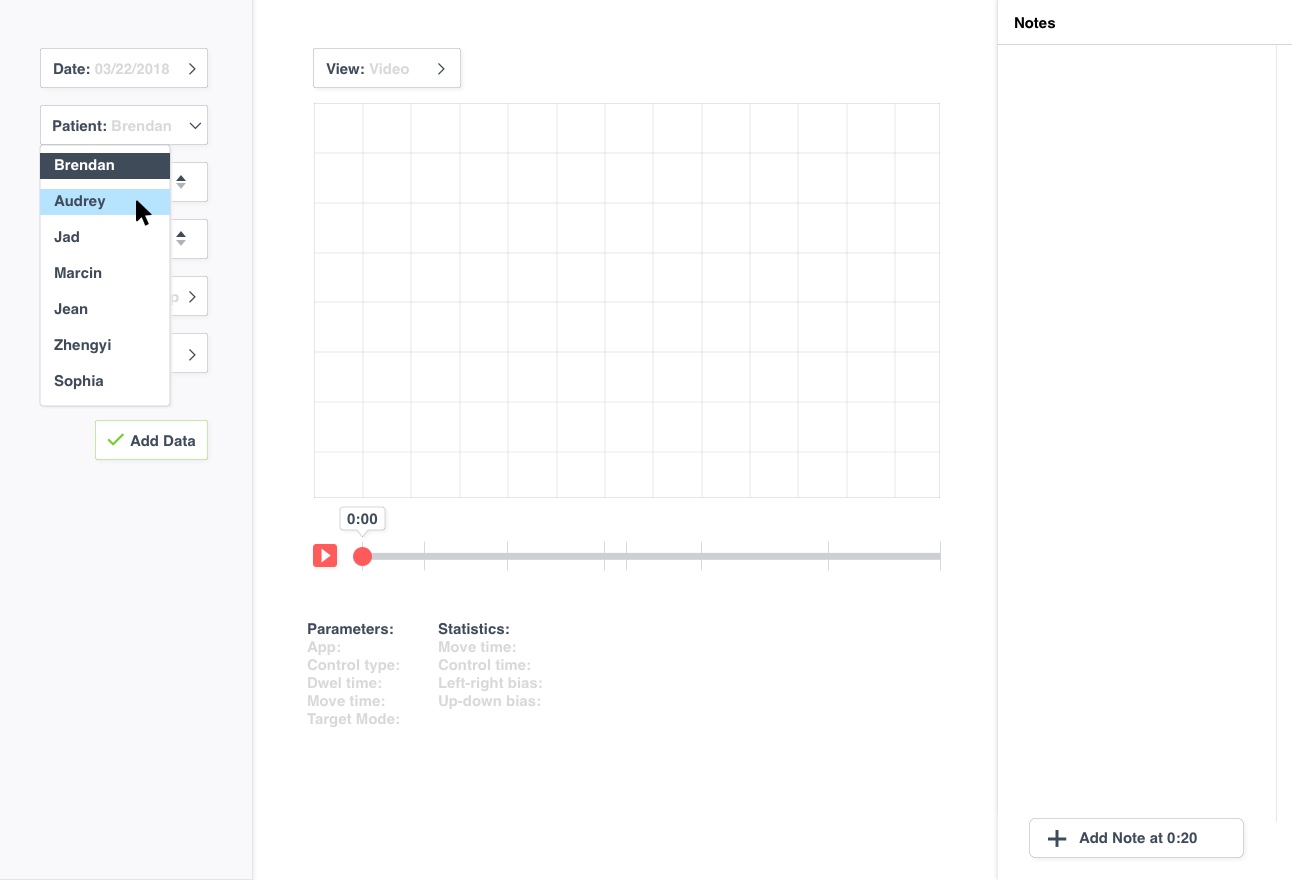 Date: 03/22/2018
Patient: Brendan
Brendan
Audrey
Jad
Marcin
Jean
Zhengyi
Sophia
p
Add Data
View: Video
0:00
Parameters:
App:
Control type:
Dwel time:
Move time:
Target Mode:
Statistics:
Move time:
Control time:
Left-right bias:
Up-down bias:
Notes
Add Note at 0:20